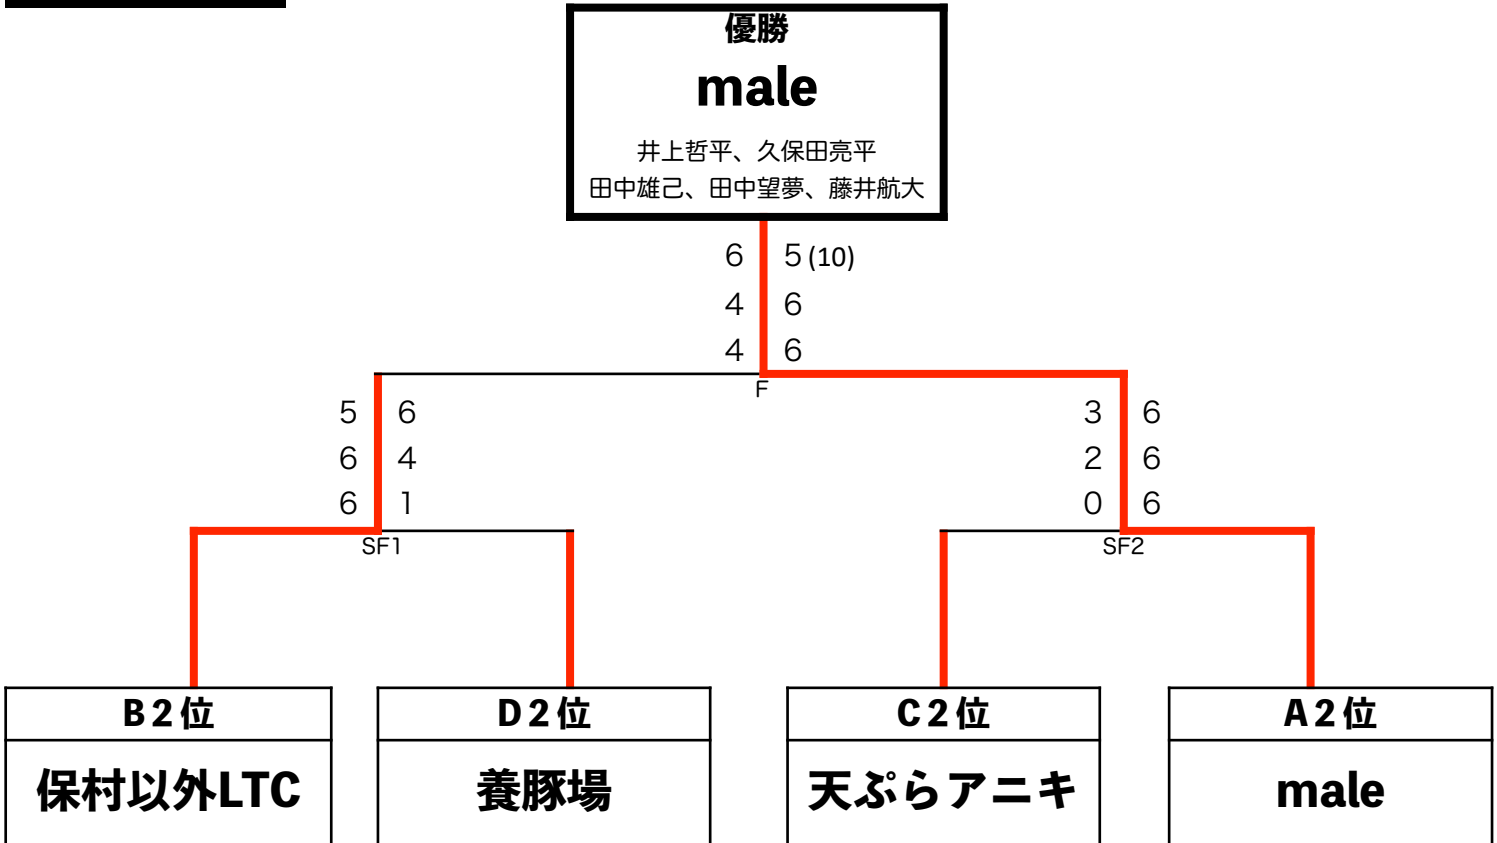 優勝
male
井上哲平、久保田亮平
田中雄己、田中望夢、藤井航大
6 5 (10)
4 6
4 6
F
5 6 3 6
6 4 2 6
6 1 0 6
SF1 SF2
B2位 D2位 C2位 A2位
保村以外LTC 養豚場 天ぷらアニキ male